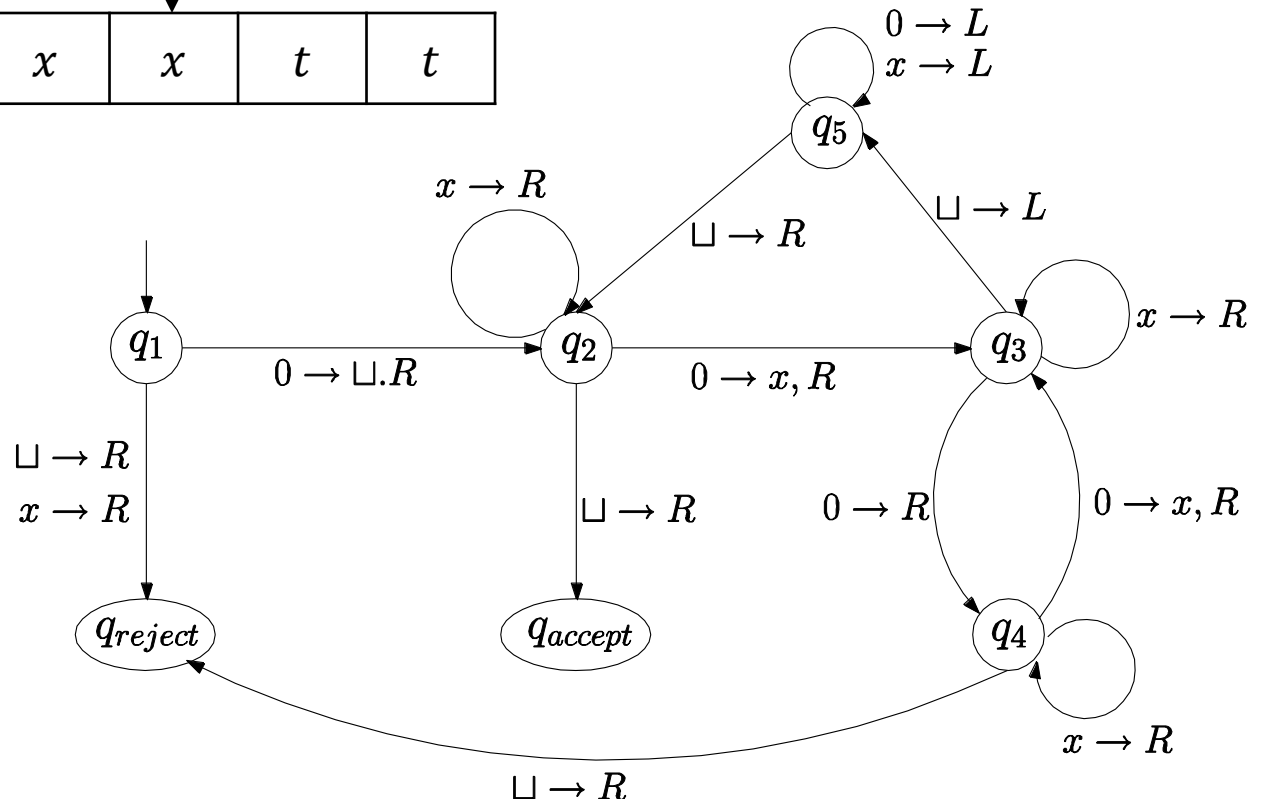 x x t t
0 → L
x → L
q5
x → R
⊔ → R
⊔ → L
q1
0 → ⊔.R
q2
0 → x, R
q3
x → R
⊔ → R
x → R
⊔ → R
0 → R
0 → x, R
qreject
qaccept
q4
x → R
⊔ → R